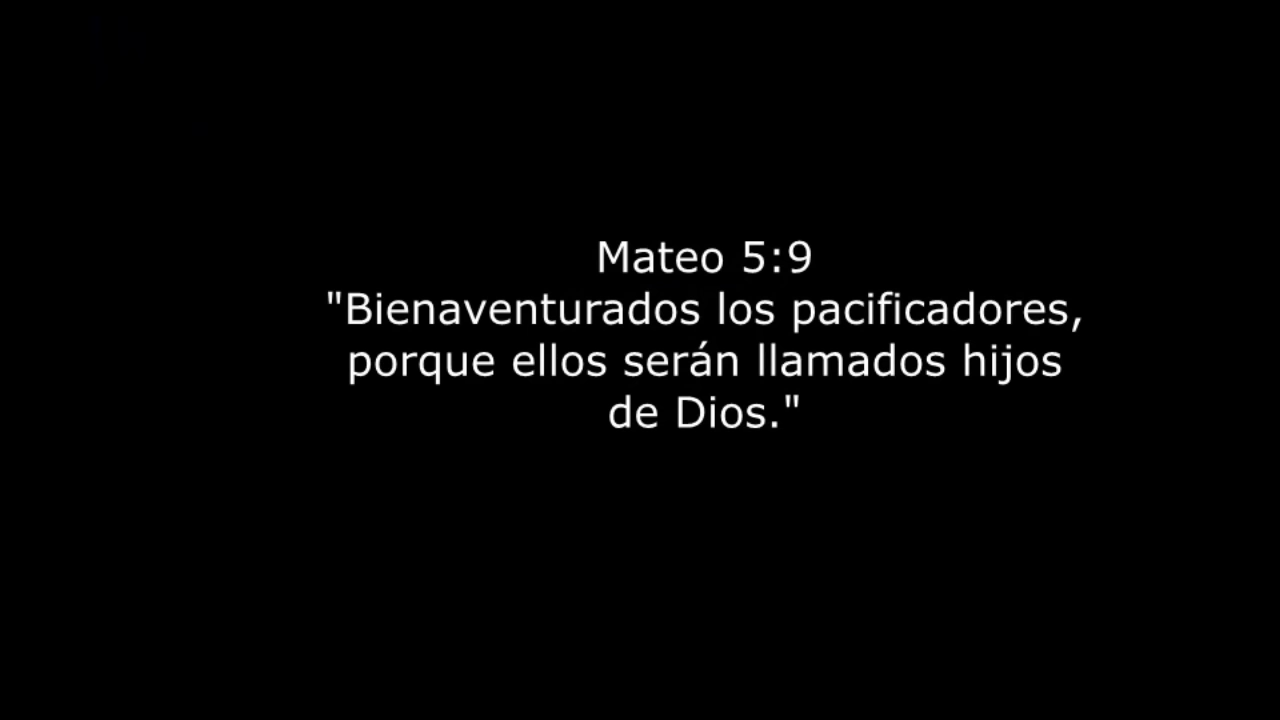 Mateo 5:9
"Bienaventurados los pacificadores,
porque ellos serán llamados hijos
de Dios."